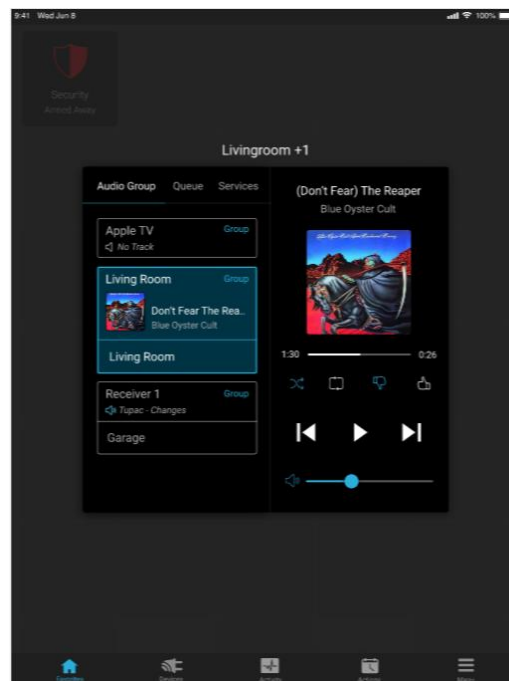 9:41 Wed Jun 8
100%
Security
Armed Away
Livingroom +1
Audio Group Queue Services
Apple TV Group
No Track
Living Room Group
Don't Fear The Rea..
Blue Oyster Cult
Living Room
Receiver 1 Group
Tupac - Changes
Garage
(Don't Fear) The Reaper
Blue Oyster Cult
1:30 0:26
Favorites Devices Activity Actions Menu